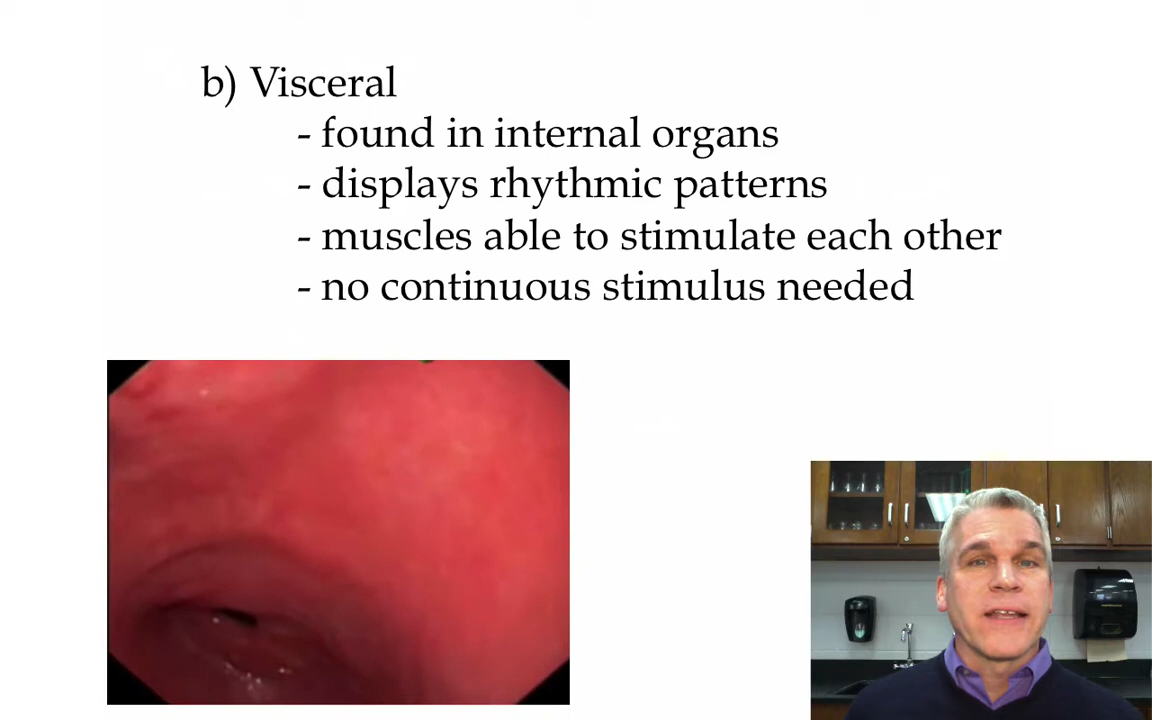 b) Visceral
- found in internal organs
- displays rhythmic patterns
- muscles able to stimulate each other
- no continuous stimulus needed